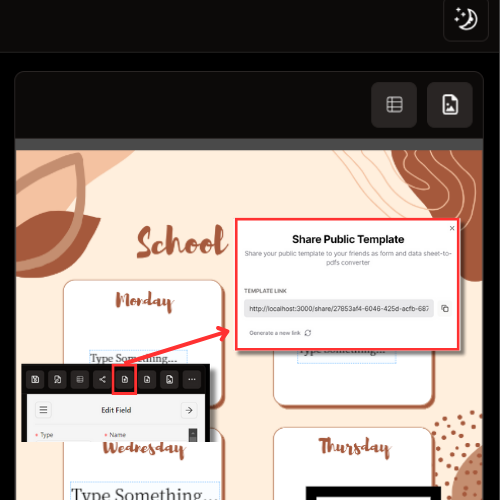 School
Share Public Template
Share your public template to your friends as form and data sheet-to-
pdfs converter
TEMPLATE LINK
http://localhost:3000/share/27853af4-6046-425d-acfb-687
Generate a new link
Monday
Type Something...
Type Something...
Edit Field
* Type
* Name
Wednesday
Thursday
Type Something...